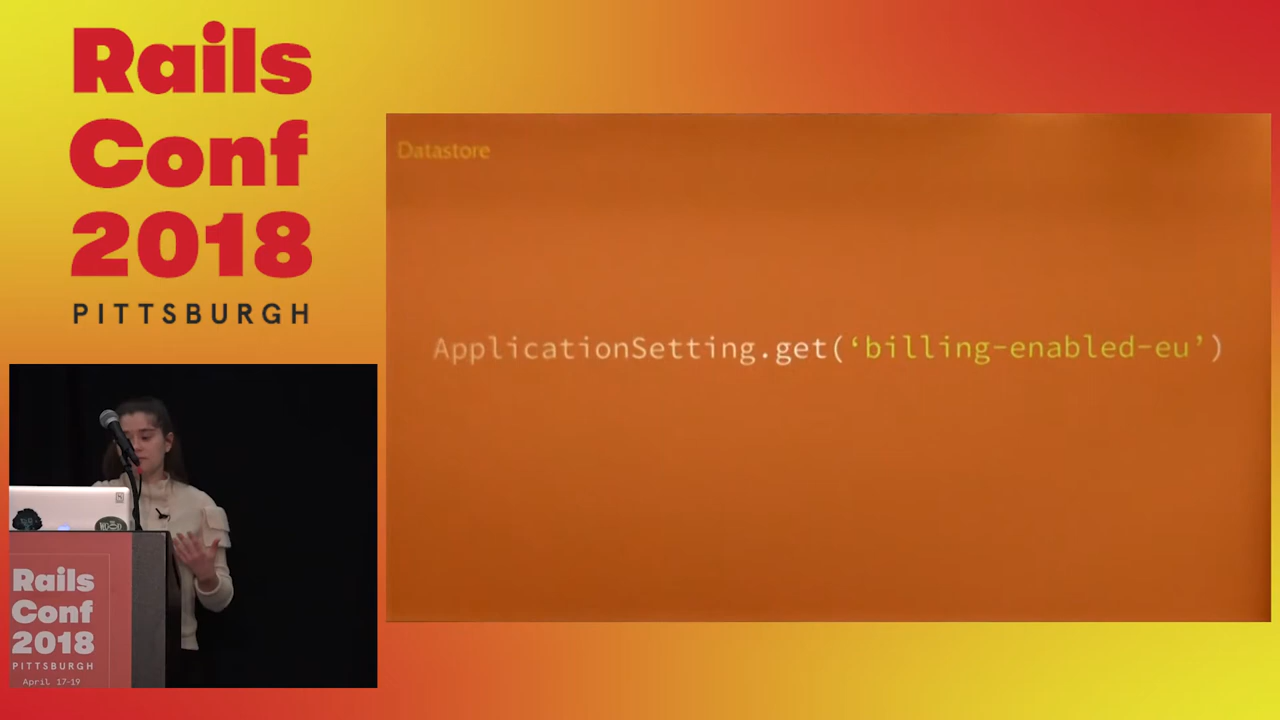 Rails
Conf
2018
PITTSBURGH
Datastore
ApplicationSetting.get(‘billing-enabled-eu’)
Rails
Conf
2018
PITTSBURGH
April 17-19